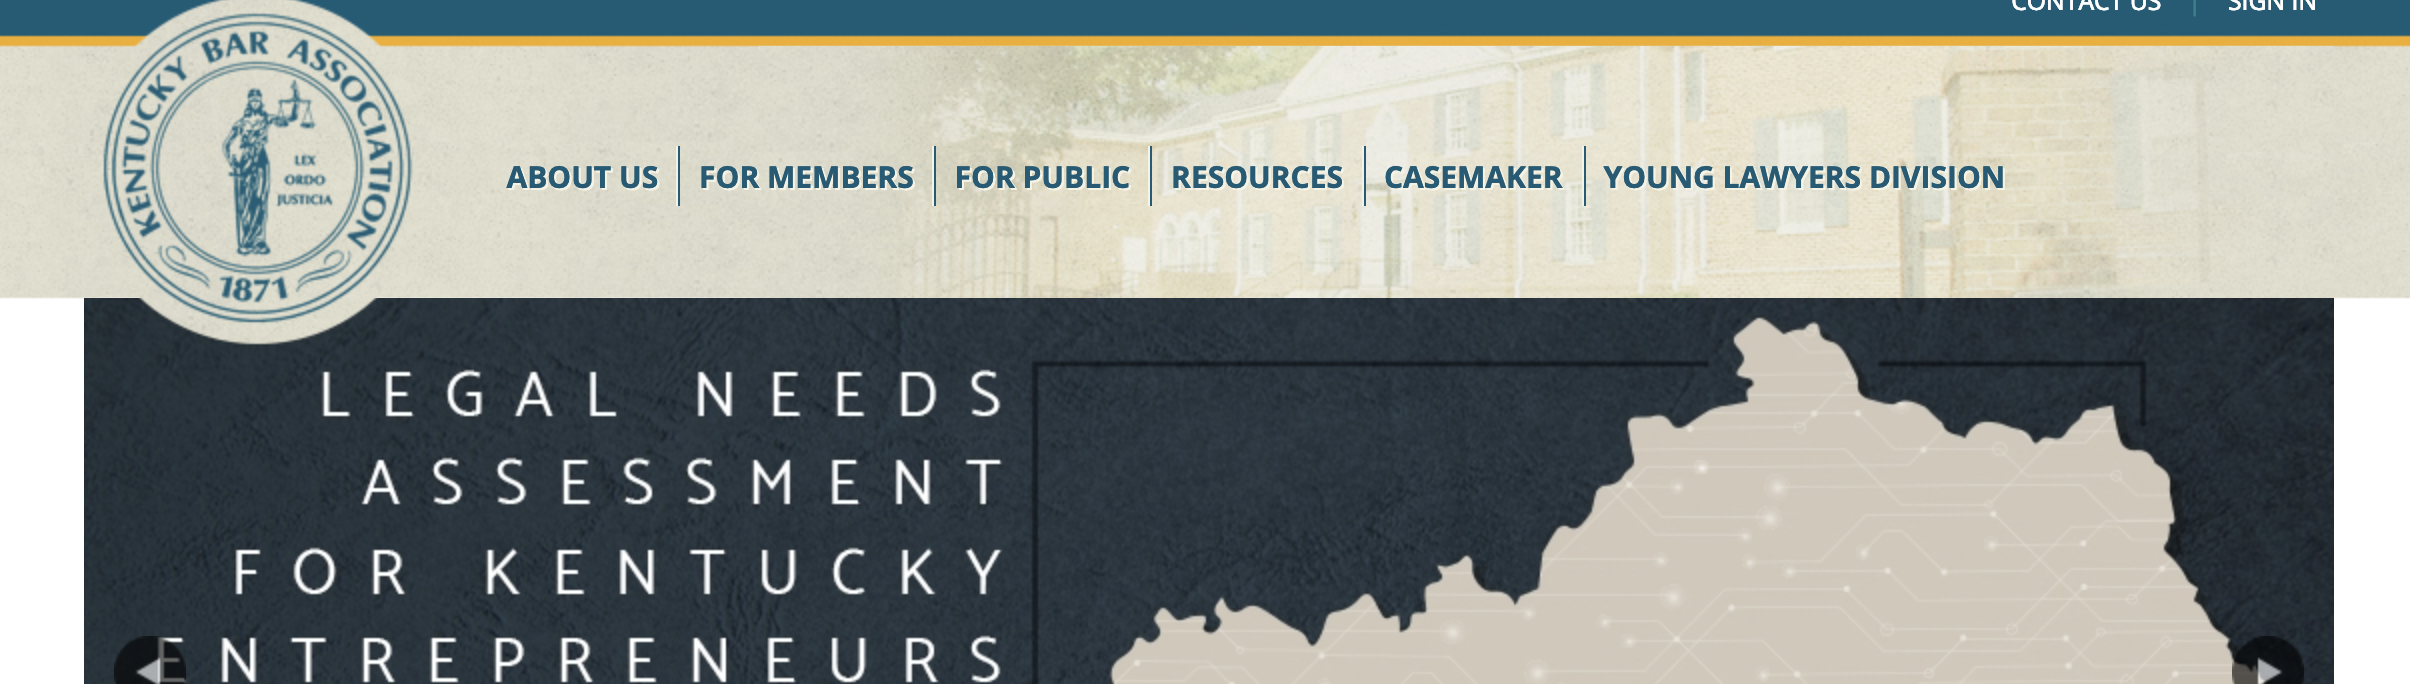 CONTACT US | SIGN IN
KENTUCKY BAR ASSOCIATION
LEX
ORDO
JUSTICIA
1871
ABOUT US | FOR MEMBERS | FOR PUBLIC | RESOURCES | CASEMAKER | YOUNG LAWYERS DIVISION
LEGAL NEEDS
ASSESSMENT
FOR KENTUCKY
ENTREPRENEURS